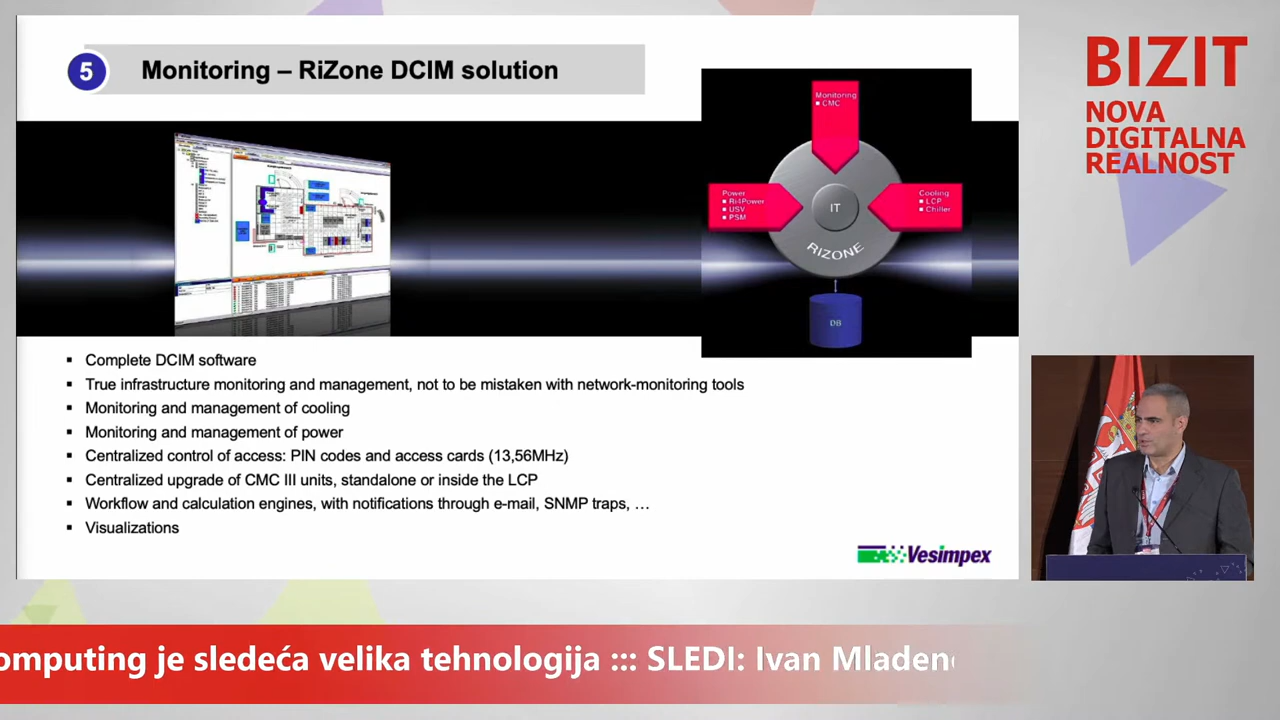 5
Monitoring – RiZone DCIM solution
Monitoring
▪ CMC
Power
▪ RiPower
▪ USV
▪ PSM
IT
Cooling
▪ LCP
▪ Chiller
RIZONE
DB
▪ Complete DCIM software
▪ True infrastructure monitoring and management, not to be mistaken with network-monitoring tools
▪ Monitoring and management of cooling
▪ Monitoring and management of power
▪ Centralized control of access: PIN codes and access cards (13,56MHz)
▪ Centralized upgrade of CMC III units, standalone or inside the LCP
▪ Workflow and calculation engines, with notifications through e-mail, SNMP traps, …
▪ Visualizations
Vesimpex
BIZIT
NOVA
DIGITALNA
REALNOST
omputing je sledeća velika tehnologija ::: SLEDI: Ivan Mladen